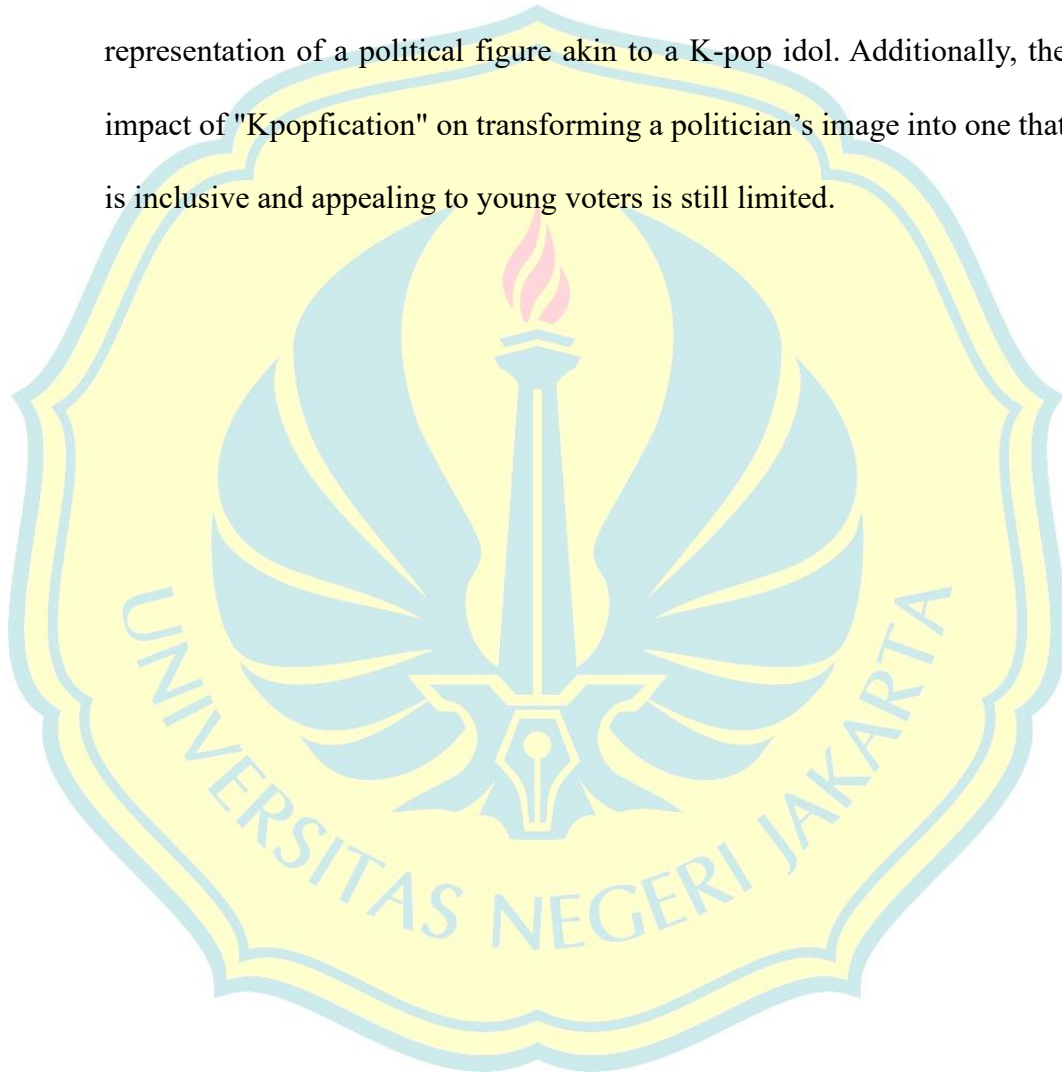 representation of a political figure akin to a K-pop idol. Additionally, the
impact of "Kpopfication" on transforming a politician’s image into one that
is inclusive and appealing to young voters is still limited.
UNIVERSITAS NEGERI JAKARTA